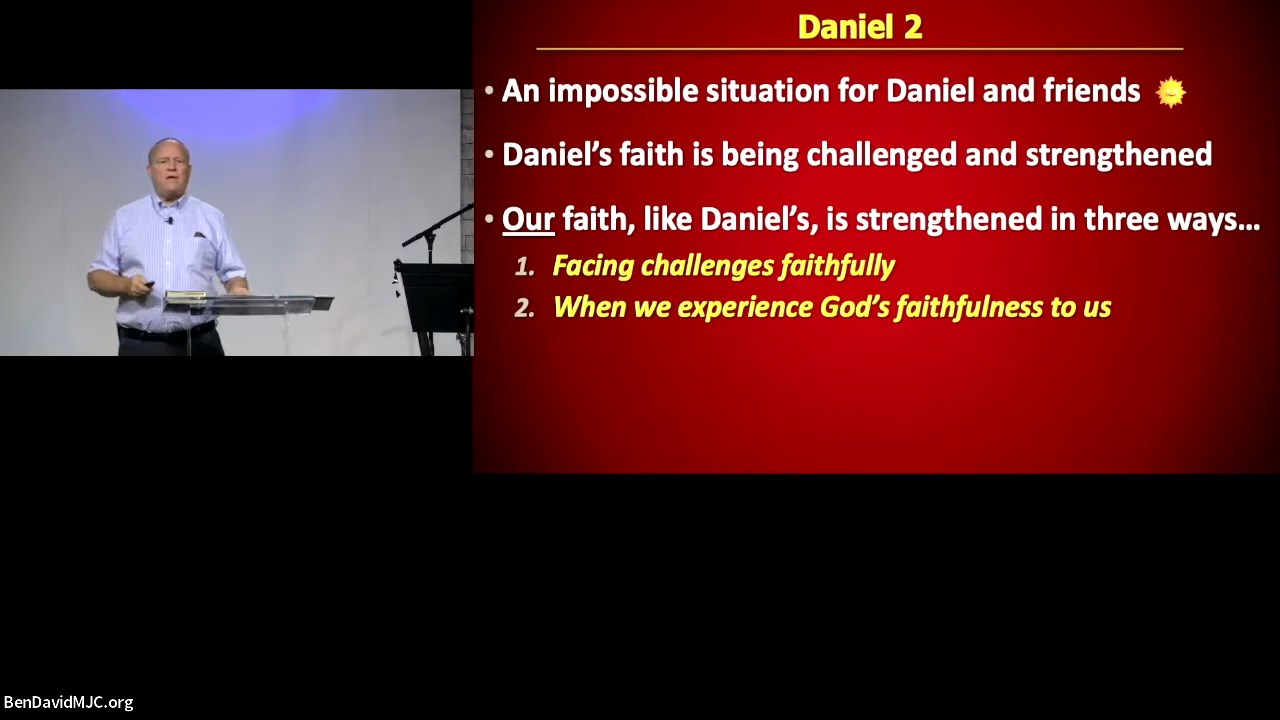 Daniel 2
• An impossible situation for Daniel and friends
• Daniel’s faith is being challenged and strengthened
• Our faith, like Daniel’s, is strengthened in three ways…
1. Facing challenges faithfully
2. When we experience God’s faithfulness to us
BenDavidMJC.org